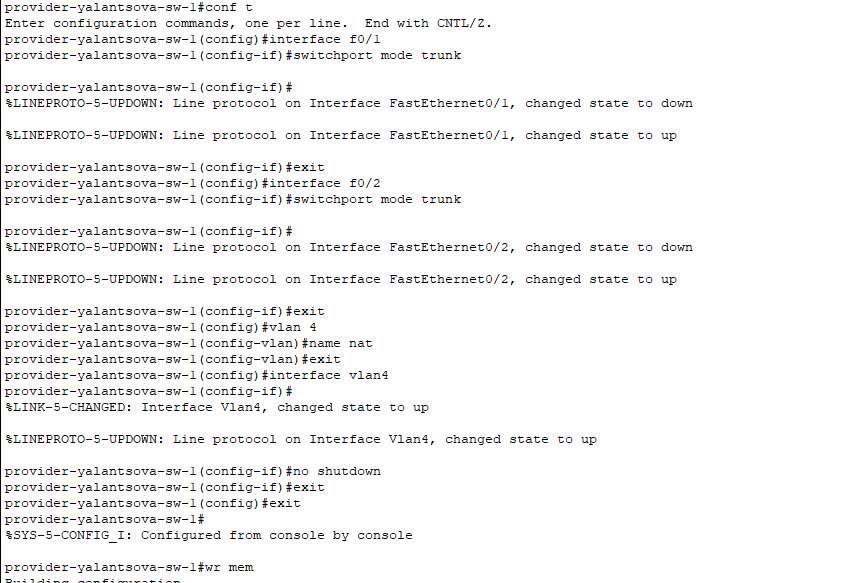 provider-yalantsova-sw-1#conf t
Enter configuration commands, one per line.  End with CNTL/Z.
provider-yalantsova-sw-1(config)#interface f0/1
provider-yalantsova-sw-1(config-if)#switchport mode trunk
provider-yalantsova-sw-1(config-if)#
%LINEPROTO-5-UPDOWN: Line protocol on Interface FastEthernet0/1, changed state to down
%LINEPROTO-5-UPDOWN: Line protocol on Interface FastEthernet0/1, changed state to up
provider-yalantsova-sw-1(config-if)#exit
provider-yalantsova-sw-1(config)#interface f0/2
provider-yalantsova-sw-1(config-if)#switchport mode trunk
provider-yalantsova-sw-1(config-if)#
%LINEPROTO-5-UPDOWN: Line protocol on Interface FastEthernet0/2, changed state to down
%LINEPROTO-5-UPDOWN: Line protocol on Interface FastEthernet0/2, changed state to up
provider-yalantsova-sw-1(config-if)#exit
provider-yalantsova-sw-1(config)#vlan 4
provider-yalantsova-sw-1(config-vlan)#name nat
provider-yalantsova-sw-1(config-vlan)#exit
provider-yalantsova-sw-1(config)#interface vlan4
provider-yalantsova-sw-1(config-if)#
%LINK-5-CHANGED: Interface Vlan4, changed state to up
%LINEPROTO-5-UPDOWN: Line protocol on Interface Vlan4, changed state to up
provider-yalantsova-sw-1(config-if)#no shutdown
provider-yalantsova-sw-1(config-if)#exit
provider-yalantsova-sw-1(config)#exit
provider-yalantsova-sw-1#
%SYS-5-CONFIG_I: Configured from console by console
provider-yalantsova-sw-1#wr mem
Building configuration